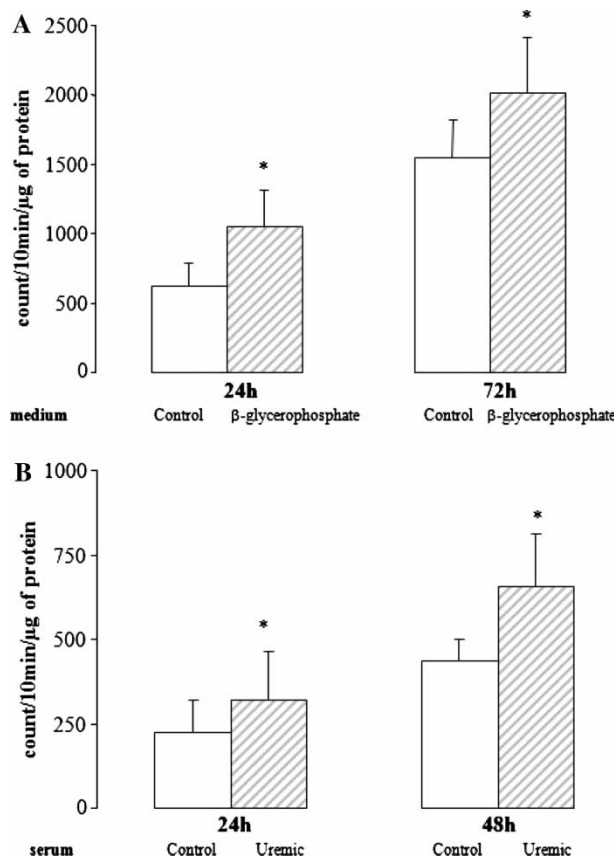 A
2500
2000
1500
1000
500
0
count/10min/µg of protein
* *
24h 72h
medium Control β-glycerophosphate Control β-glycerophosphate
B
1000
750
500
250
0
count/10min/µg of protein
* *
24h 48h
serum Control Uremic Control Uremic